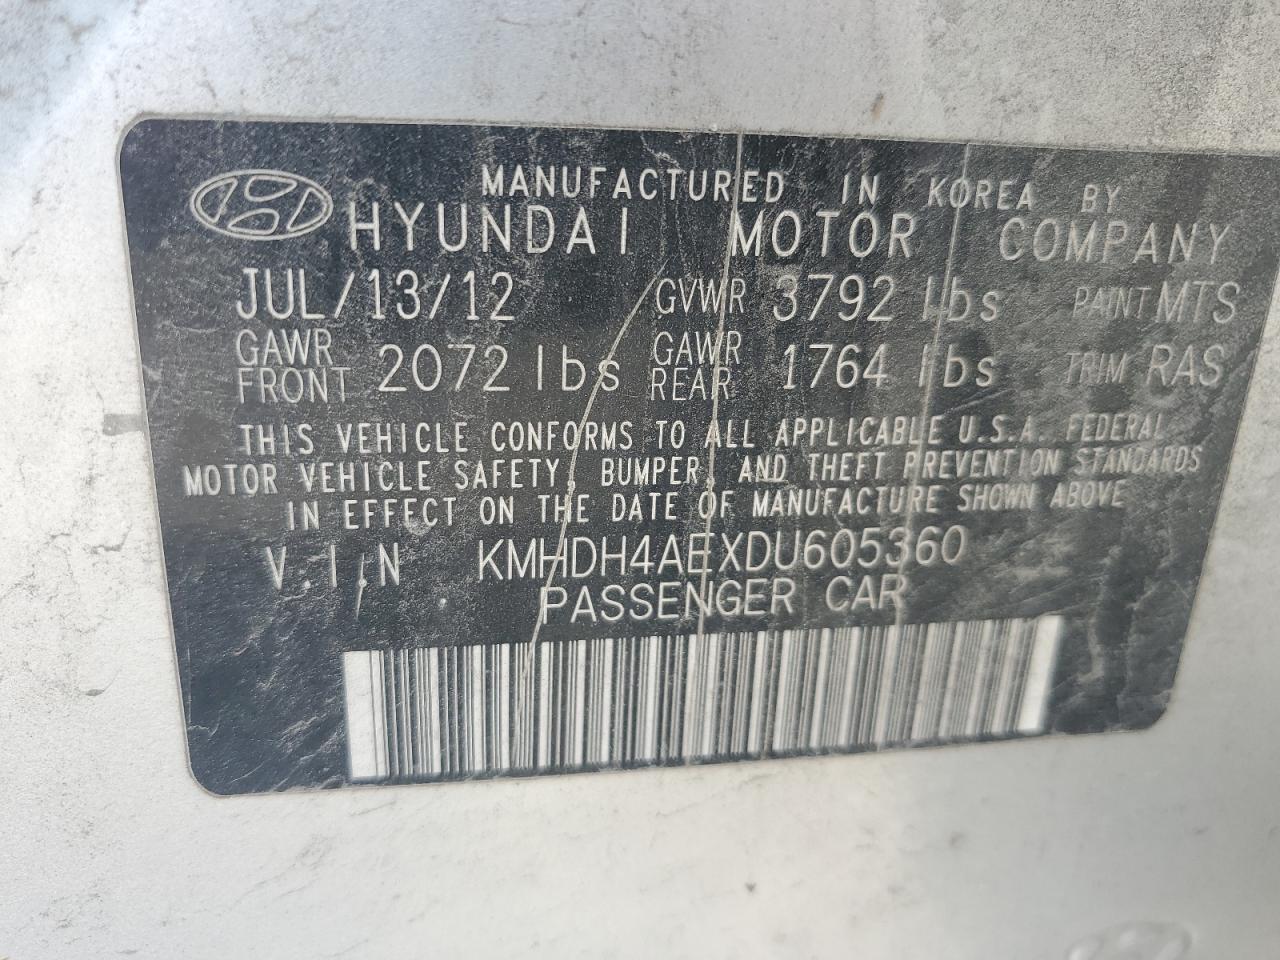 MANUFACTURED IN KOREA BY
HYUNDAI MOTOR COMPANY
JUL/13/12 GVWR 3792 lbs PAINT MTS
GAWR FRONT 2072 lbs GAWR REAR 1764 lbs TRIM RAS
THIS VEHICLE CONFORMS TO ALL APPLICABLE U.S.A. FEDERAL
MOTOR VEHICLE SAFETY, BUMPER, AND THEFT PREVENTION STANDARDS
IN EFFECT ON THE DATE OF MANUFACTURE SHOWN ABOVE
V.I.N KMHDH4AEXDU605360
PASSENGER CAR